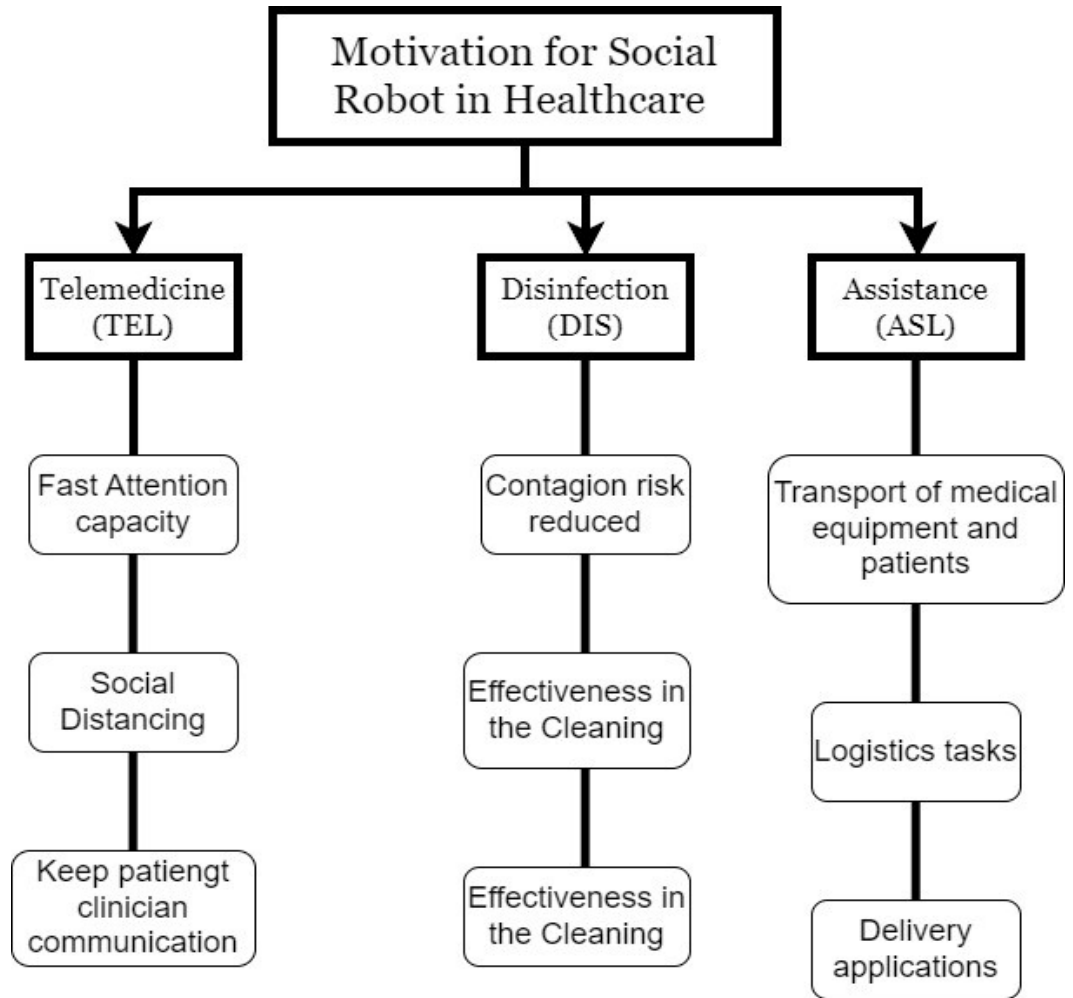 Motivation for Social
Robot in Healthcare
Telemedicine
(TEL)
Disinfection
(DIS)
Assistance
(ASL)
Fast Attention
capacity
Contagion risk
reduced
Transport of medical
equipment and
patients
Social
Distancing
Effectiveness in
the Cleaning
Logistics tasks
Keep patiengt
clinician
communication
Effectiveness in
the Cleaning
Delivery
applications